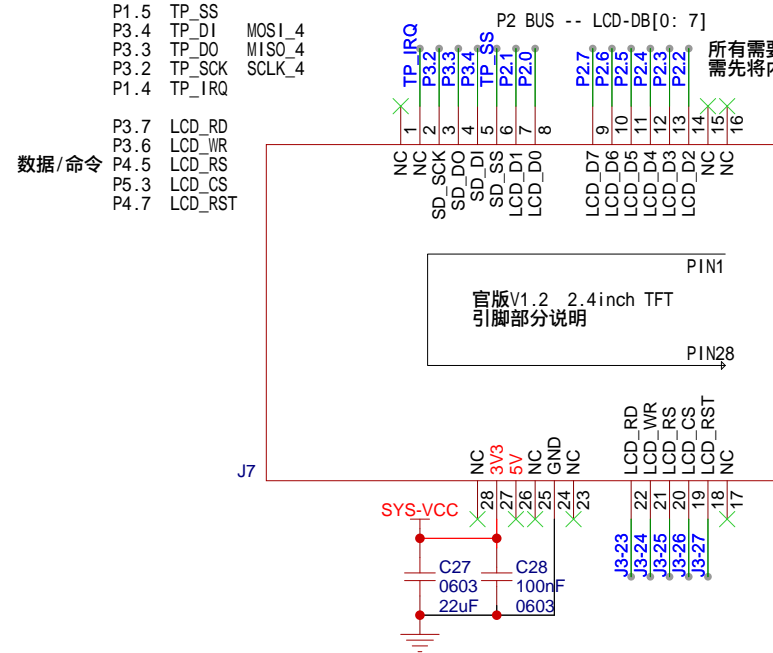 P1.5 TP_SS
P3.4 TP_DI MOSI_4
P3.3 TP_DO MISO_4
P3.2 TP_SCK SCLK_4
P1.4 TP_IRQ
P3.7 LCD_RD
P3.6 LCD_WR
数据/命令 P4.5 LCD_RS
P5.3 LCD_CS
P4.7 LCD_RST
P2 BUS -- LCD-DB[0: 7]
所有需要
需先将内
TP_IRQ P3.2 P3.3 P3.4 TP_SS P2.1 P2.0 P2.7 P2.6 P2.5 P2.4 P2.3 P2.2
1 2 3 4 5 6 7 8 9 10 11 12 13 14 15 16
NC NC SD_SCK SD_DO SD_DI SD_SS LCD_D1 LCD_D0 LCD_D7 LCD_D6 LCD_D5 LCD_D4 LCD_D3 LCD_D2 NC NC
PIN1
官版V1.2 2.4inch TFT
引脚部分说明
PIN28
J7
NC 3V3 5V NC GND NC LCD_RD LCD_WR LCD_RS LCD_CS LCD_RST NC
28 27 26 25 24 23 22 21 20 19 18 17
SYS-VCC
J3-23 J3-24 J3-25 J3-26 J3-27
C27 C28
0603 100nF
22uF 0603